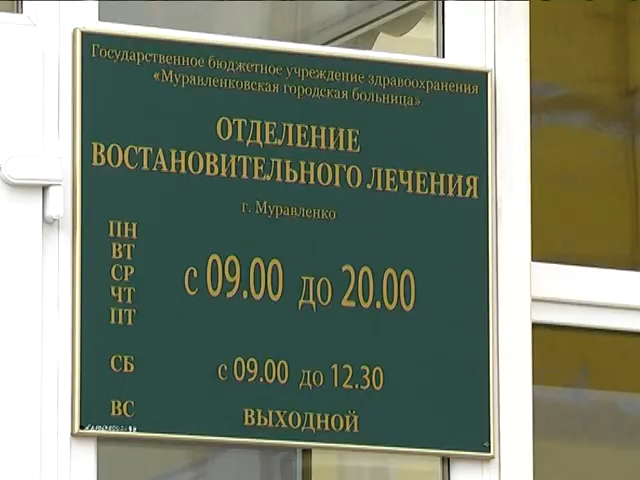 Государственное бюджетное учреждение здравоохранения
«Муравленковская городская больница»
ОТДЕЛЕНИЕ
ВОСТАНОВИТЕЛЬНОГО ЛЕЧЕНИЯ
г. Муравленко
ПН
ВТ
СР
ЧТ
ПТ
с 09.00 до 20.00
СБ с 09.00 до 12.30
ВС ВЫХОДНОЙ